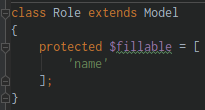 class Role extends Model
{
    protected $fillable = [
        'name'
    ];
}